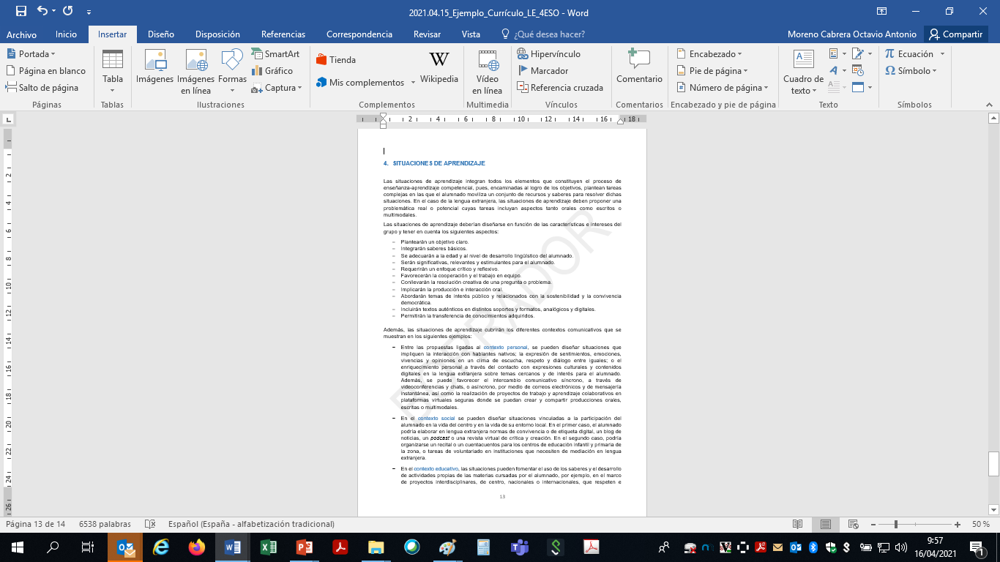 2021.04.15_Ejemplo_Currículo_LE_4ESO - Word
Archivo Inicio Insertar Diseño Disposición Referencias Correspondencia Revisar Vista ¿Qué desea hacer? Moreno Cabrera Octavio Antonio Compartir
Portada
Página en blanco
Salto de página
Páginas
Tabla
Tablas
Imágenes
Imágenes en línea
Formas
SmartArt
Gráfico
Captura
Ilustraciones
Tienda
Mis complementos
W
Wikipedia
Complementos
Vídeo en línea
Multimedia
Hipervínculo
Marcador
Referencia cruzada
Vínculos
Comentario
Comentarios
Encabezado
Pie de página
Número de página
Encabezado y pie de página
Cuadro de texto
Texto
π Ecuación
Ω Símbolo
Símbolos
2 4 6 8 10 12 14 16 18
2
4
6
8
10
12
14
16
18
20
22
24
26
BORRADOR
4. SITUACIONES DE APRENDIZAJE
Las situaciones de aprendizaje integran todos los elementos que constituyen el proceso de
enseñanza-aprendizaje competencial, pues, encaminadas al logro de los objetivos, plantean tareas
complejas en las que el alumnado moviliza un conjunto de recursos y saberes para resolver dichas
situaciones. En el caso de la lengua extranjera, las situaciones de aprendizaje deben proponer una
problemática real o potencial cuyas tareas incluyan aspectos tanto orales como escritos o
multimodales.
Las situaciones de aprendizaje deberían diseñarse en función de las características e intereses del
grupo y tener en cuenta los siguientes aspectos:
– Plantearán un objetivo claro.
– Integrarán saberes básicos.
– Se adecuarán a la edad y al nivel de desarrollo lingüístico del alumnado.
– Serán significativas, relevantes y estimulantes para el alumnado.
– Requerirán un enfoque crítico y reflexivo.
– Favorecerán la cooperación y el trabajo en equipo.
– Conllevarán la resolución creativa de una pregunta o problema.
– Implicarán la producción e interacción oral.
– Abordarán temas de interés público y relacionados con la sostenibilidad y la convivencia
democrática.
– Incluirán textos auténticos en distintos soportes y formatos, analógicos y digitales.
– Permitirán la transferencia de conocimientos adquiridos.
Además, las situaciones de aprendizaje cubrirán los diferentes contextos comunicativos que se
muestran en los siguientes ejemplos:
– Entre las propuestas ligadas al contexto personal, se pueden diseñar situaciones que
impliquen la interacción con hablantes nativos; la expresión de sentimientos, emociones,
vivencias y opiniones en un clima de escucha, respeto y diálogo entre iguales; o el
enriquecimiento personal a través del contacto con expresiones culturales y contenidos
digitales en la lengua extranjera sobre temas cercanos y de interés para el alumnado.
Además, se puede favorecer el intercambio comunicativo síncrono, a través de
videoconferencias y chats, o asíncrono, por medio de correos electrónicos y de mensajería
instantánea, así como la realización de proyectos de trabajo y aprendizaje colaborativos en
plataformas virtuales seguras donde se puedan crear y compartir producciones orales,
escritas o multimodales.
– En el contexto social se pueden diseñar situaciones vinculadas a la participación del
alumnado en la vida del centro y en la vida de su entorno local. En el primer caso, el alumnado
podría elaborar en lengua extranjera normas de convivencia o de etiqueta digital, un blog de
noticias, un podcast o una revista virtual de crítica y creación. En el segundo caso, podría
organizarse un recital o un cuentacuentos para los centros de educación infantil y primaria de
la zona, o tareas de voluntariado en instituciones que necesiten de mediación en lengua
extranjera.
– En el contexto educativo, las situaciones pueden fomentar el uso de los saberes y el desarrollo
de actividades propias de las materias cursadas por el alumnado, por ejemplo, en el marco
de proyectos interdisciplinares, de centro, nacionales o internacionales, que respeten e
13
Página 13 de 14 6538 palabras Español (España - alfabetización tradicional) 50 %
9:57
16/04/2021
1